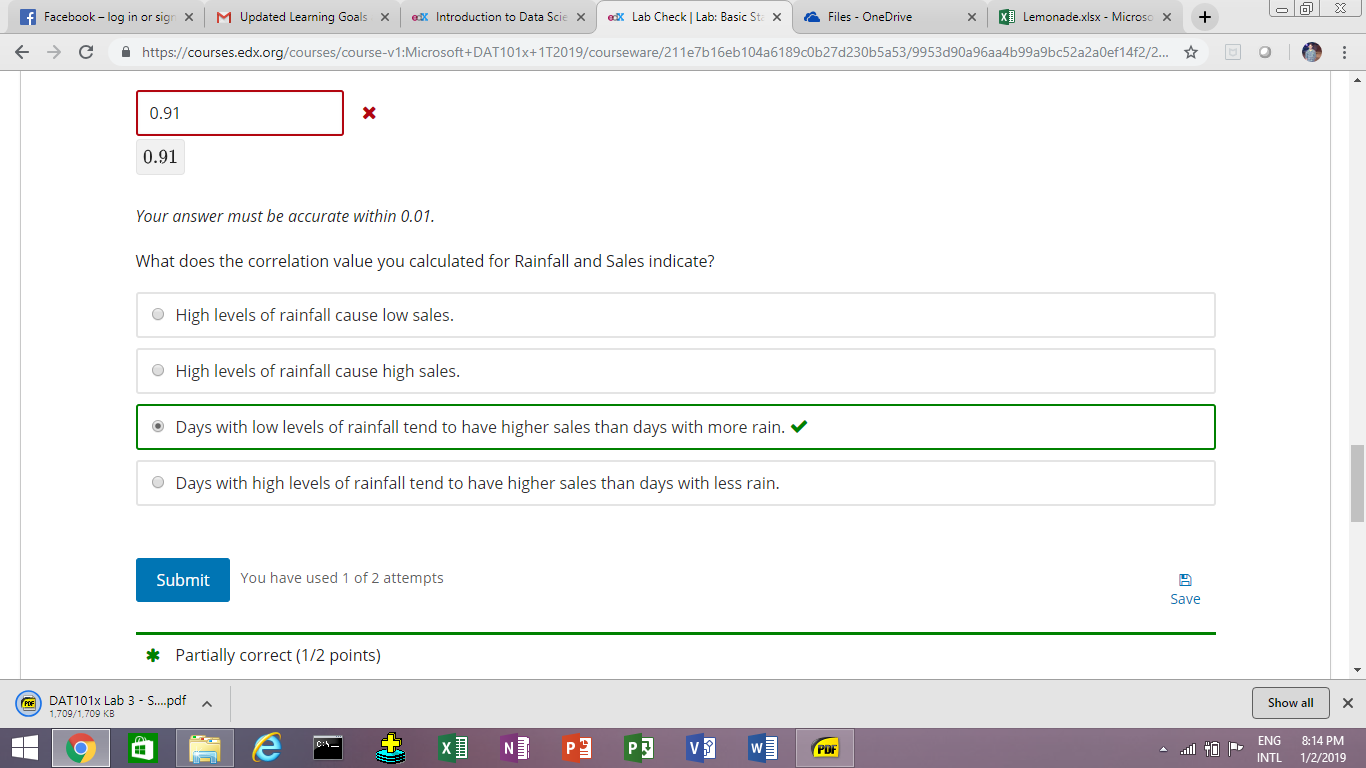 Facebook – log in or sign
Updated Learning Goals
edX Introduction to Data Scie
edX Lab Check | Lab: Basic St
Files - OneDrive
Lemonade.xlsx - Microso
https://courses.edx.org/courses/course-v1:Microsoft+DAT101x+1T2019/courseware/211e7b16eb104a6189c0b27d230b5a53/9953d90a96aa4b99a9bc52a2a0ef14f2/2...
0.91
0.91
Your answer must be accurate within 0.01.
What does the correlation value you calculated for Rainfall and Sales indicate?
High levels of rainfall cause low sales.
High levels of rainfall cause high sales.
Days with low levels of rainfall tend to have higher sales than days with more rain.
Days with high levels of rainfall tend to have higher sales than days with less rain.
Submit
You have used 1 of 2 attempts
Save
Partially correct (1/2 points)
PDF
DAT101x Lab 3 - S....pdf
1,709/1,709 KB
Show all
C:\_
PDF
ENG
INTL
8:14 PM
1/2/2019